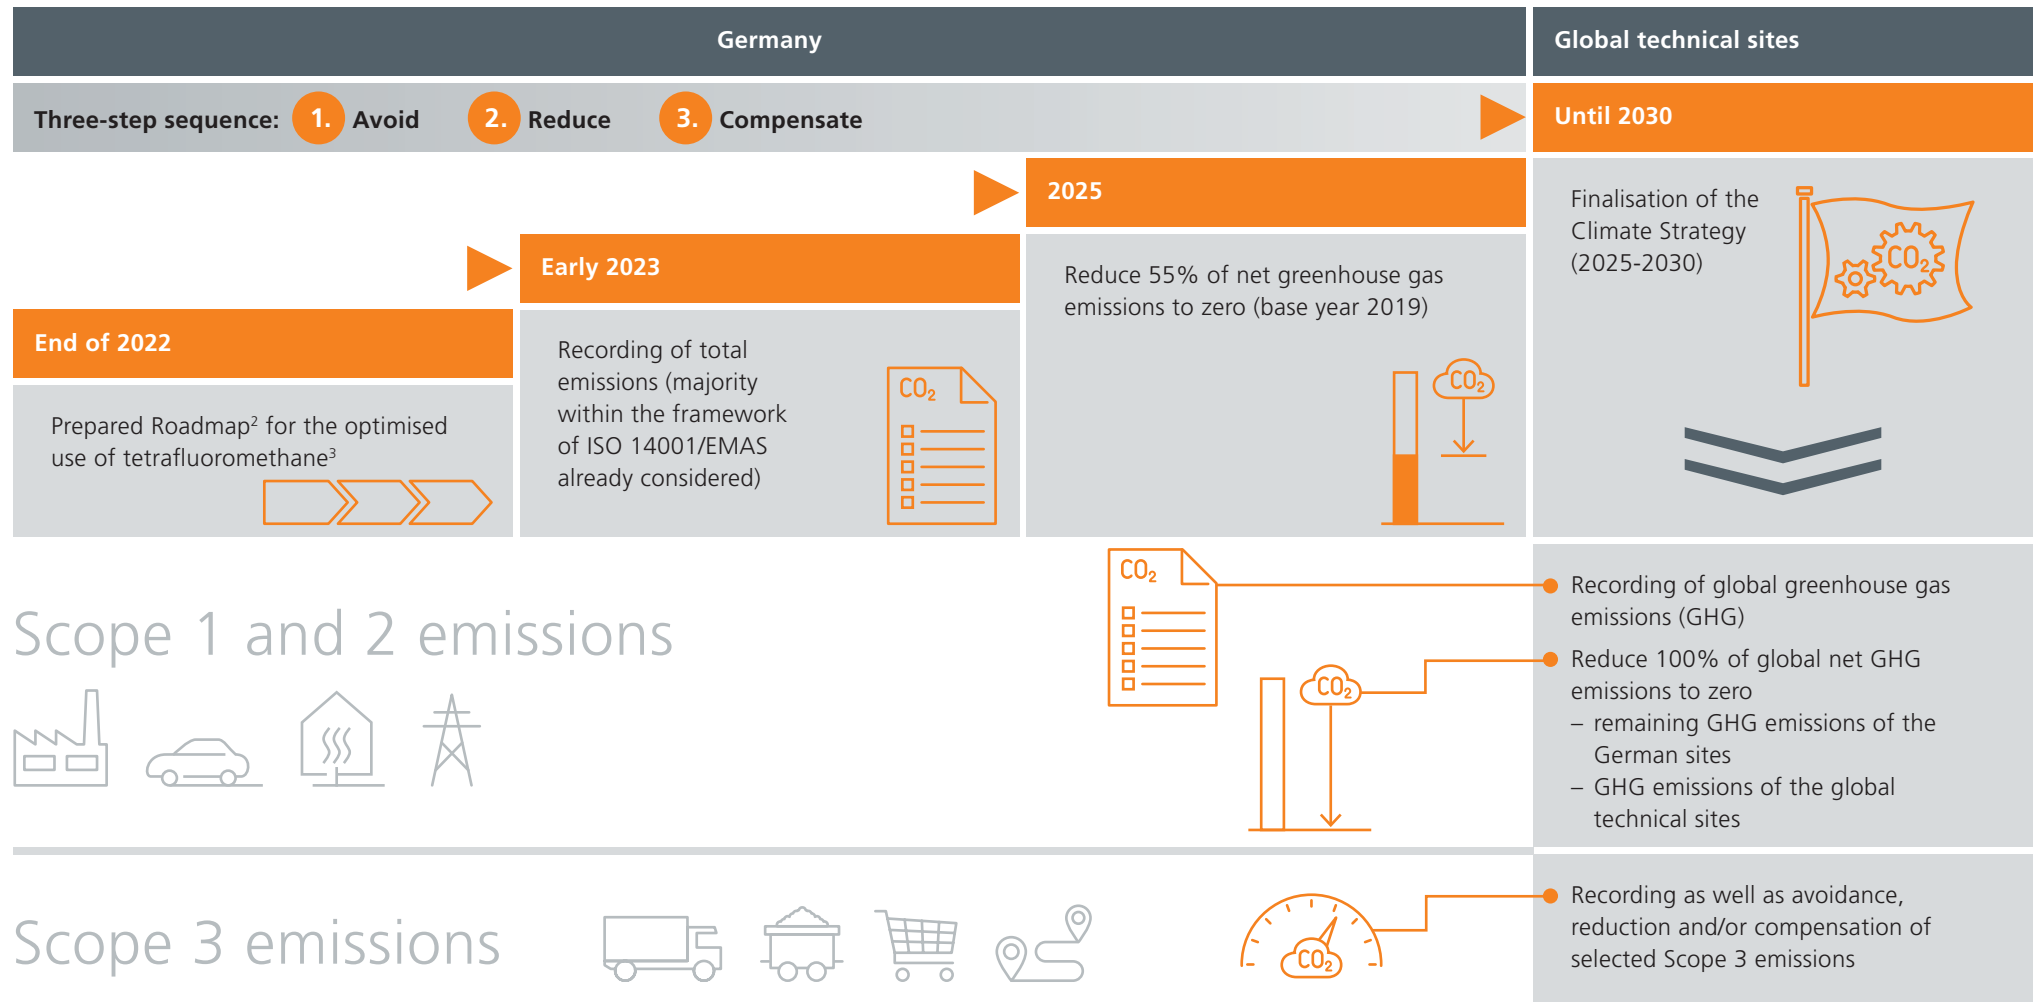 Germany
Global technical sites
Three-step sequence: 1. Avoid 2. Reduce 3. Compensate
Until 2030
2025
Finalisation of the
Climate Strategy
(2025-2030)
CO₂
Early 2023
Reduce 55% of net greenhouse gas
emissions to zero (base year 2019)
CO₂
End of 2022
Recording of total
emissions (majority
within the framework
of ISO 14001/EMAS
already considered)
CO₂
Prepared Roadmap² for the optimised
use of tetrafluoromethane³
Scope 1 and 2 emissions
CO₂
Recording of global greenhouse gas
emissions (GHG)
CO₂
Reduce 100% of global net GHG
emissions to zero
– remaining GHG emissions of the
German sites
– GHG emissions of the global
technical sites
Scope 3 emissions
CO₂
Recording as well as avoidance,
reduction and/or compensation of
selected Scope 3 emissions